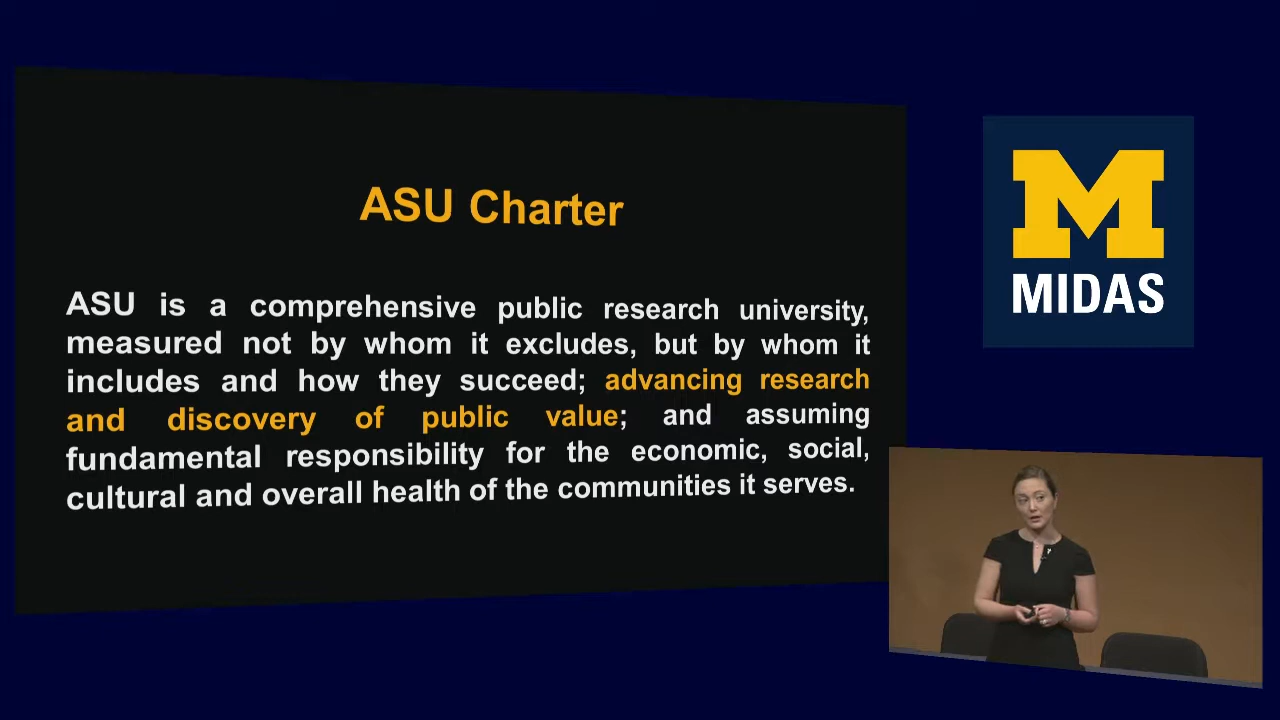 ASU Charter
ASU is a comprehensive public research university,
measured not by whom it excludes, but by whom it
includes and how they succeed; advancing research
and discovery of public value; and assuming
fundamental responsibility for the economic, social,
cultural and overall health of the communities it serves.
M
MIDAS